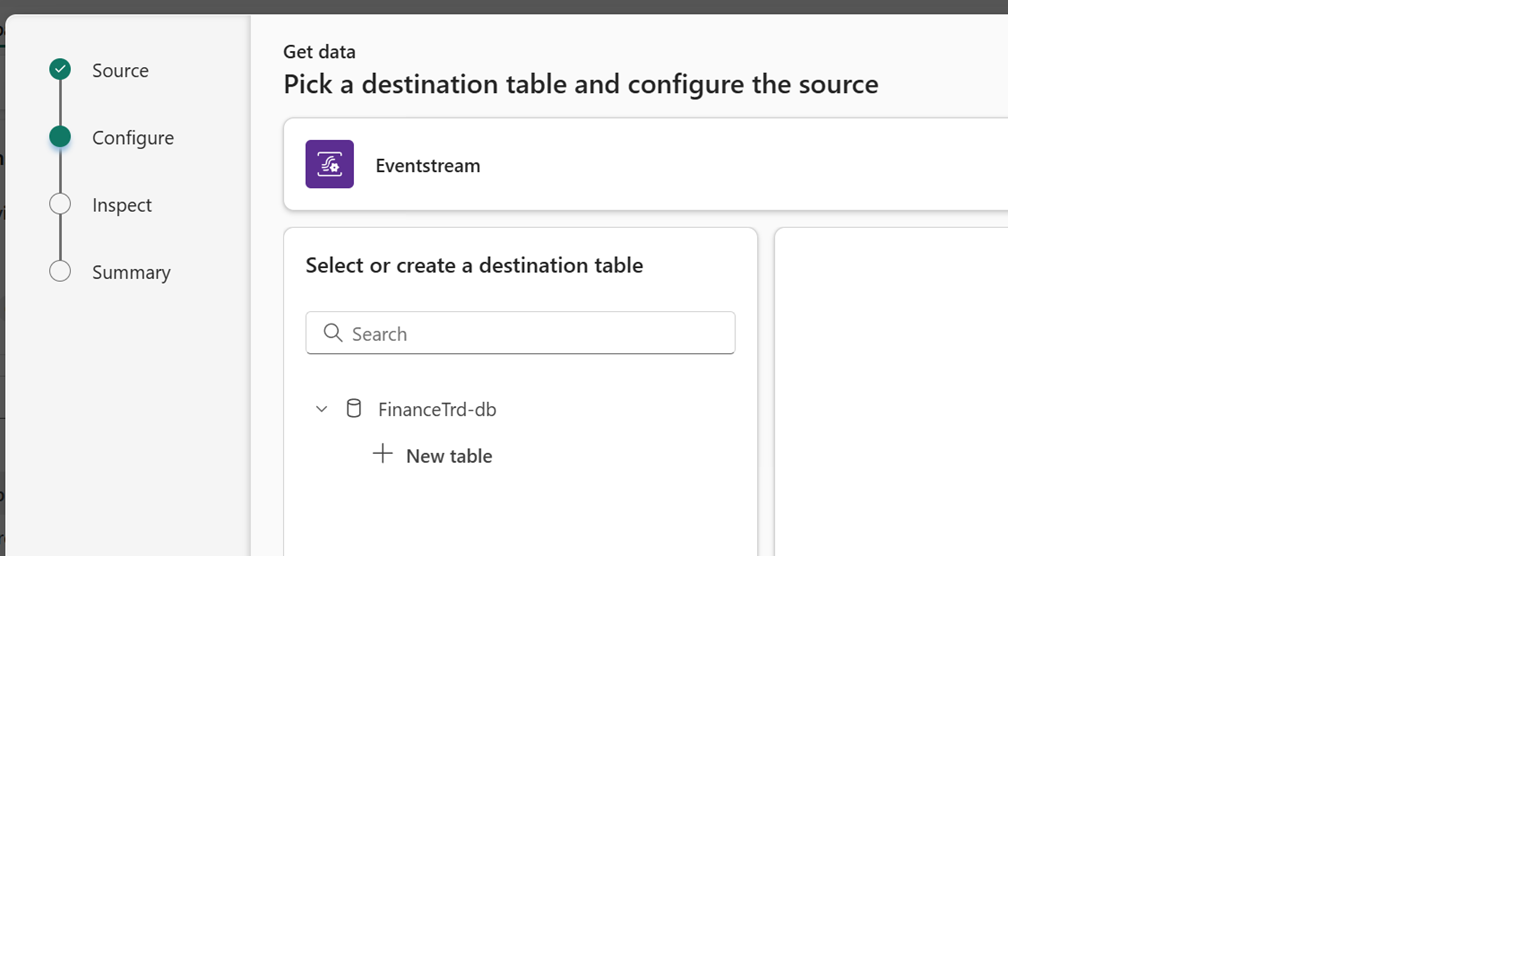 Source
Configure
Inspect
Summary
Get data
Pick a destination table and configure the source
Eventstream
Select or create a destination table
Search
FinanceTrd-db
New table